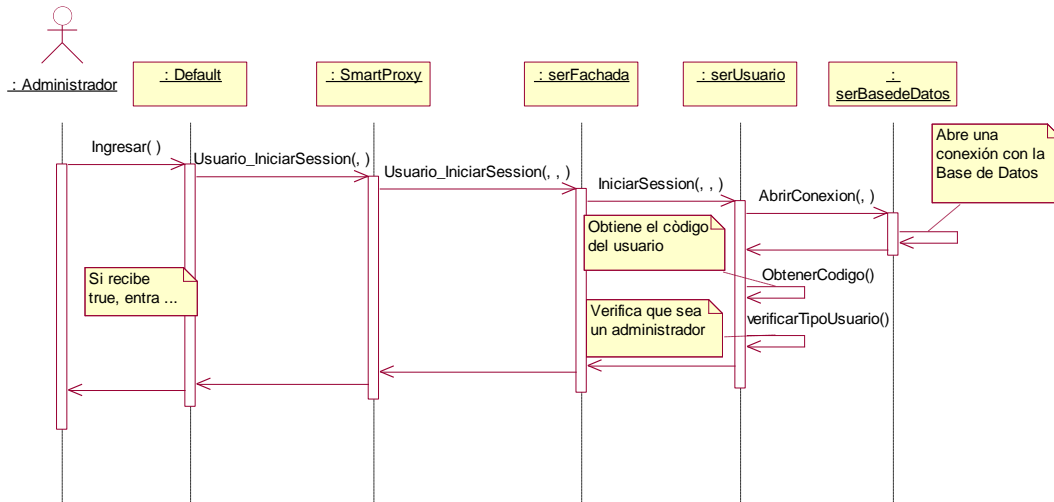 : Administrador
: Default
: SmartProxy
: serFachada
: serUsuario
:
serBasedeDatos
Abre una
conexión con la
Base de Datos
Ingresar( )
Usuario_IniciarSession(, )
Usuario_IniciarSession(, , )
IniciarSession(, , )
AbrirConexion(, )
Obtiene el còdigo
del usuario
Si recibe
true, entra ...
ObtenerCodigo()
Verifica que sea
un administrador
verificarTipoUsuario()